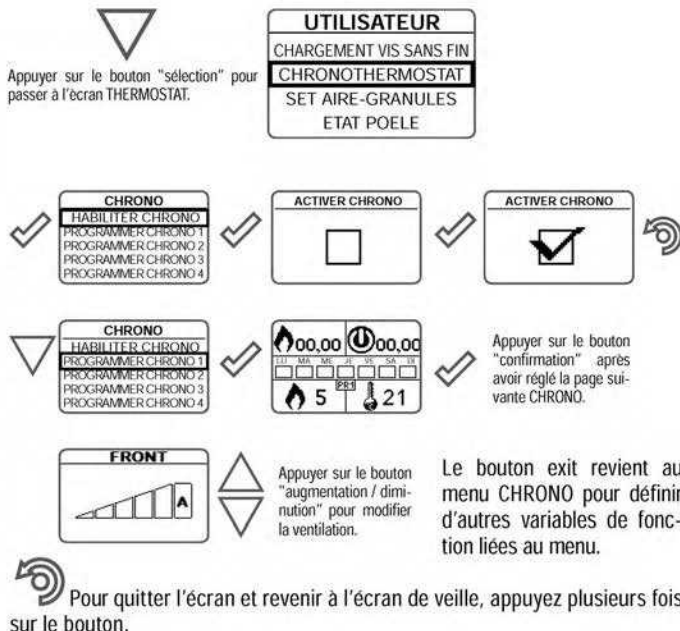 UTILISATEUR
CHARGEMENT VIS SANS FIN
CHRONOTHERMOSTAT
SET AIRE-GRANULES
ETAT POELE
Appuyer sur le bouton "sélection" pour
passer à l'écran THERMOSTAT.
CHRONO
HABILITER CHRONO
PROGRAMMER CHRONO 1
PROGRAMMER CHRONO 2
PROGRAMMER CHRONO 3
PROGRAMMER CHRONO 4
ACTIVER CHRONO
ACTIVER CHRONO
CHRONO
HABILITER CHRONO
PROGRAMMER CHRONO 1
PROGRAMMER CHRONO 2
PROGRAMMER CHRONO 3
PROGRAMMER CHRONO 4
00,00 00,00
LU MA ME JE VE SA DI
PR1
5 21
Appuyer sur le bouton
"confirmation" après
avoir réglé la page sui-
vante CHRONO.
FRONT
A
Appuyer sur le bouton
"augmentation / dimi-
nution" pour modifier
la ventilation.
Le bouton exit revient au
menu CHRONO pour définir
d'autres variables de fonc-
tion liées au menu.
Pour quitter l'écran et revenir à l'écran de veille, appuyez plusieurs fois
sur le bouton.